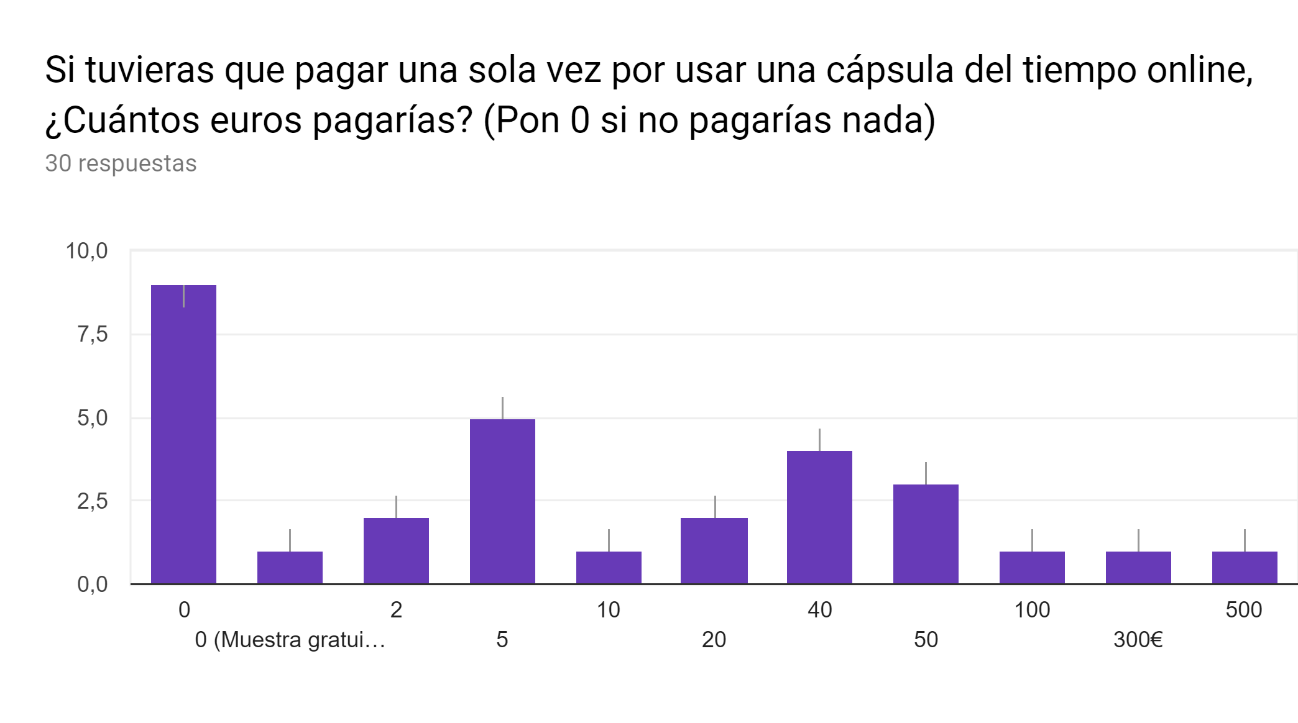 Si tuvieras que pagar una sola vez por usar una cápsula del tiempo online,
¿Cuántos euros pagarías? (Pon 0 si no pagarías nada)
30 respuestas
10,0
7,5
5,0
2,5
0,0
0 2 10 40 100 500
0 (Muestra gratui… 5 20 50 300€